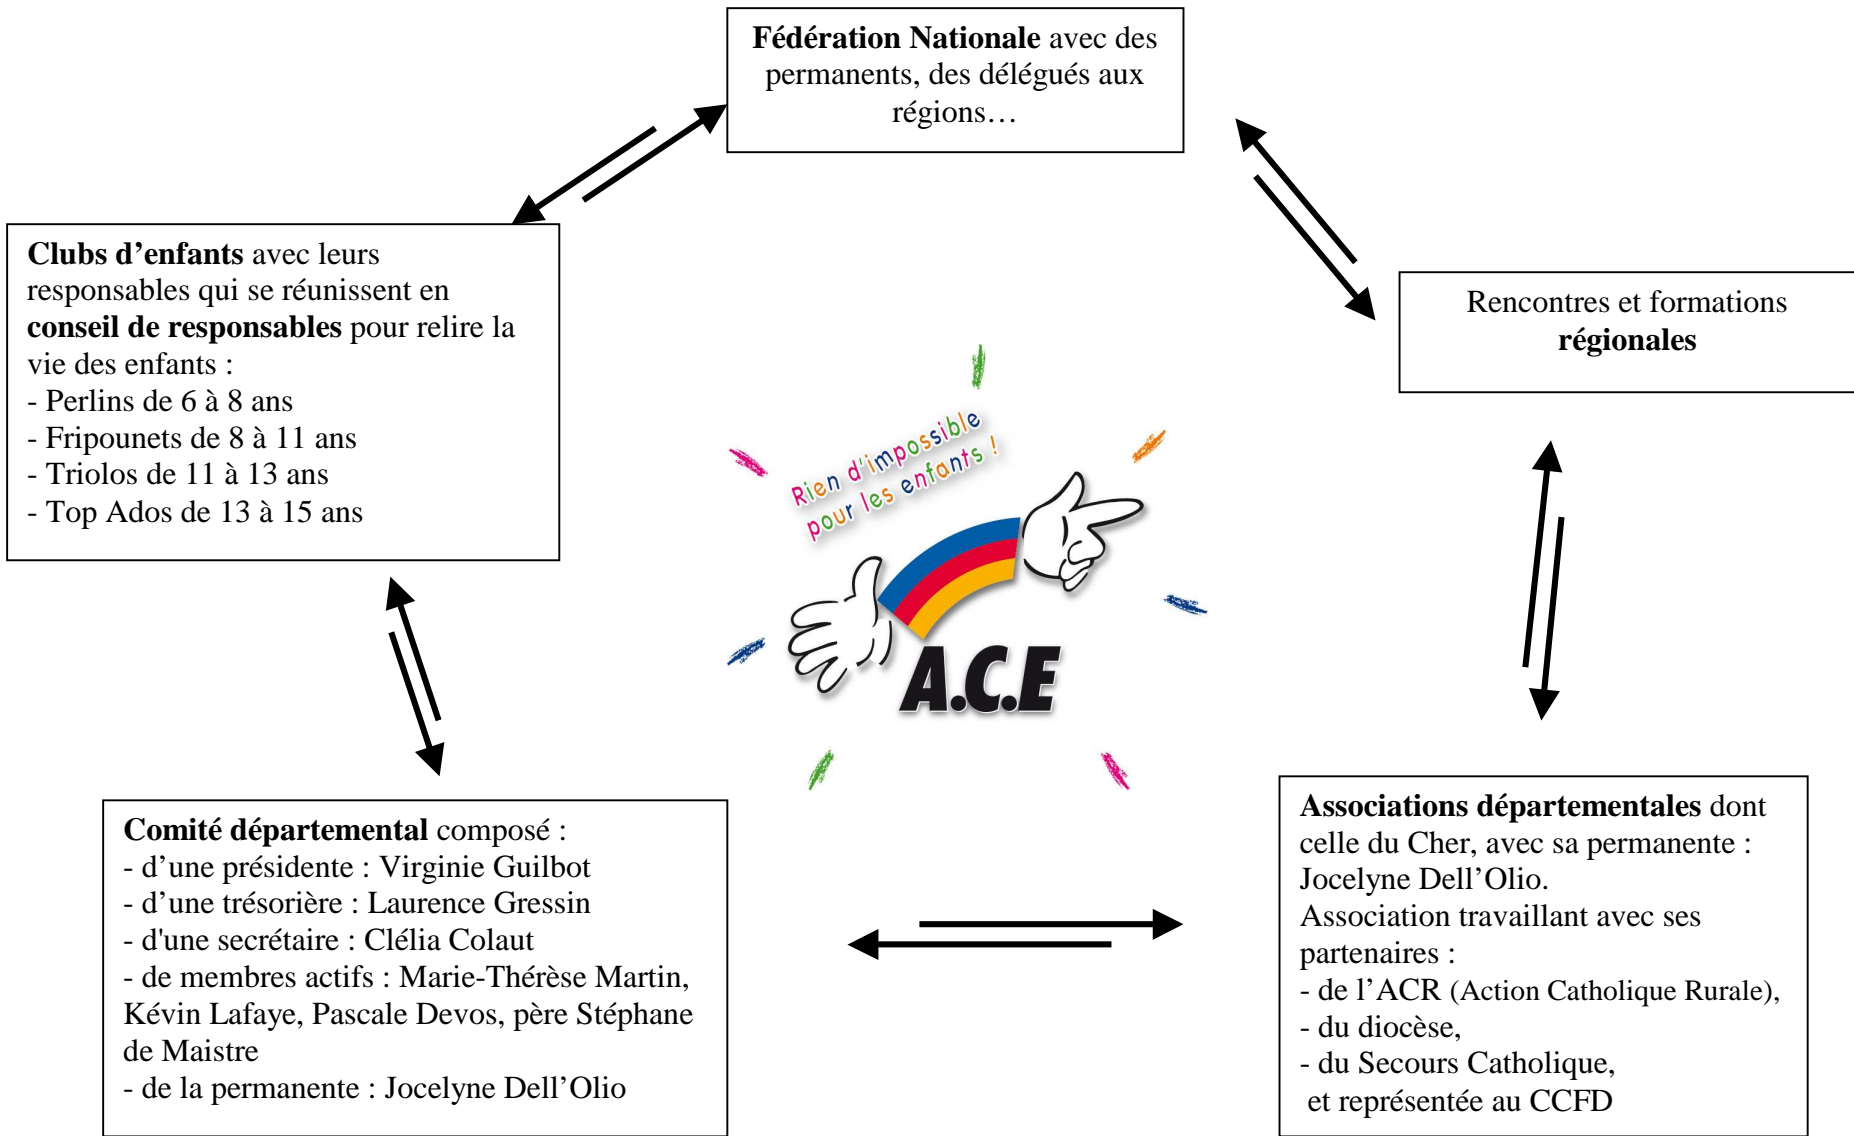 Fédération Nationale avec des
permanents, des délégués aux
régions…
Clubs d’enfants avec leurs
responsables qui se réunissent en
conseil de responsables pour relire la
vie des enfants :
- Perlins de 6 à 8 ans
- Fripounets de 8 à 11 ans
- Triolos de 11 à 13 ans
- Top Ados de 13 à 15 ans
Rencontres et formations
régionales
Rien d'impossible
pour les enfants !
A.C.E
Comité départemental composé :
- d’une présidente : Virginie Guilbot
- d’une trésorière : Laurence Gressin
- d'une secrétaire : Clélia Colaut
- de membres actifs : Marie-Thérèse Martin,
Kévin Lafaye, Pascale Devos, père Stéphane
de Maistre
- de la permanente : Jocelyne Dell’Olio
Associations départementales dont
celle du Cher, avec sa permanente :
Jocelyne Dell’Olio.
Association travaillant avec ses
partenaires :
- de l’ACR (Action Catholique Rurale),
- du diocèse,
- du Secours Catholique,
et représentée au CCFD